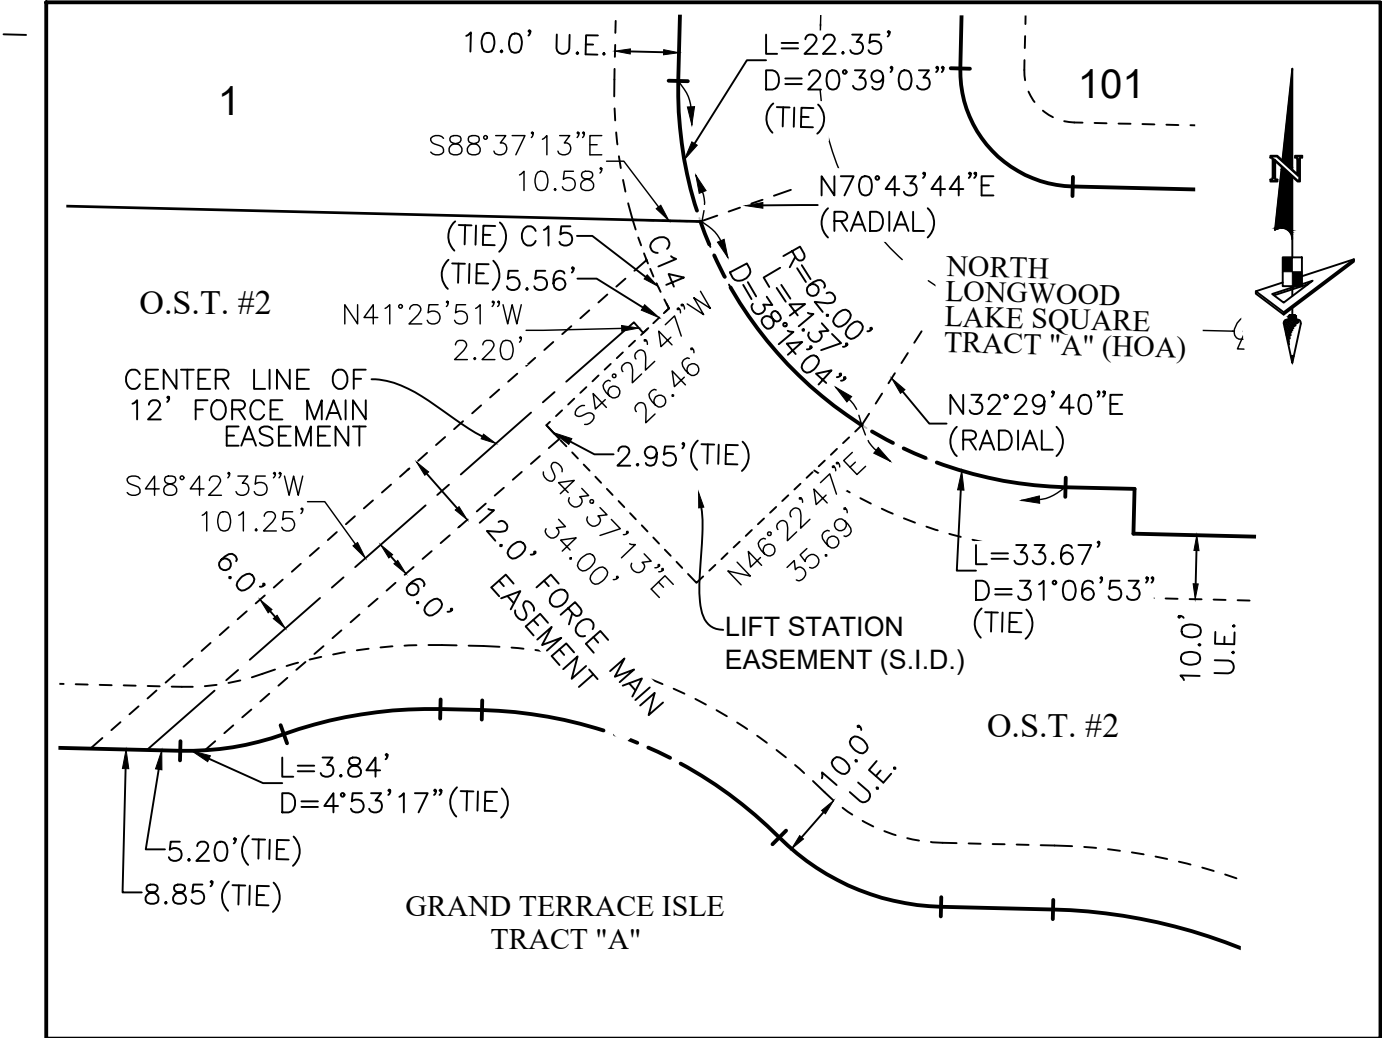 10.0' U.E.
L=22.35'
D=20°39'03"
(TIE)
1
101
S88°37'13"E
10.58'
N70°43'44"E
(RADIAL)
N
(TIE) C15
(TIE)5.56'
C14
O.S.T. #2
N41°25'51"W
2.20'
R=62.00'
L=41.37'
D=38°14'04"
NORTH
LONGWOOD
LAKE SQUARE
TRACT "A" (HOA)
CENTER LINE OF
12' FORCE MAIN
EASEMENT
S46°22'47"W
26.46'
N32°29'40"E
(RADIAL)
2.95'(TIE)
S48°42'35"W
101.25'
S43°37'13"E
34.00'
N46°22'47"E
35.69'
12.0' FORCE MAIN
EASEMENT
6.0'
6.0'
L=33.67'
D=31°06'53"
(TIE)
LIFT STATION
EASEMENT (S.I.D.)
10.0'
U.E.
O.S.T. #2
10.0'
U.E.
L=3.84'
D=4°53'17"(TIE)
5.20'(TIE)
8.85'(TIE)
GRAND TERRACE ISLE
TRACT "A"